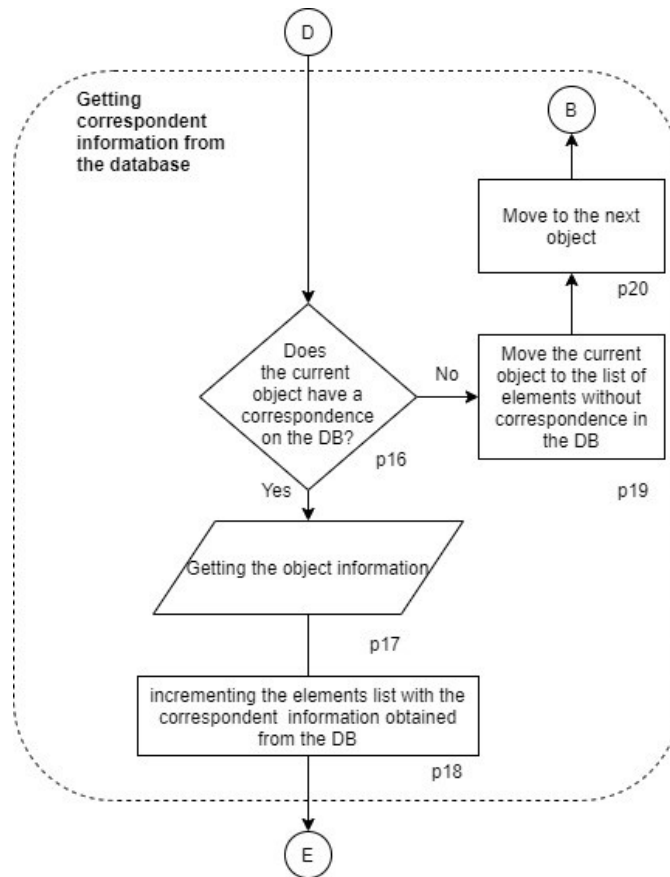 D
Getting
correspondent
information from
the database
B
Move to the next
object
p20
Does
the current
object have a
correspondence
on the DB?
p16
No
Move the current
object to the list of
elements without
correspondence in
the DB
p19
Yes
Getting the object information
p17
incrementing the elements list with the
correspondent information obtained
from the DB
p18
E